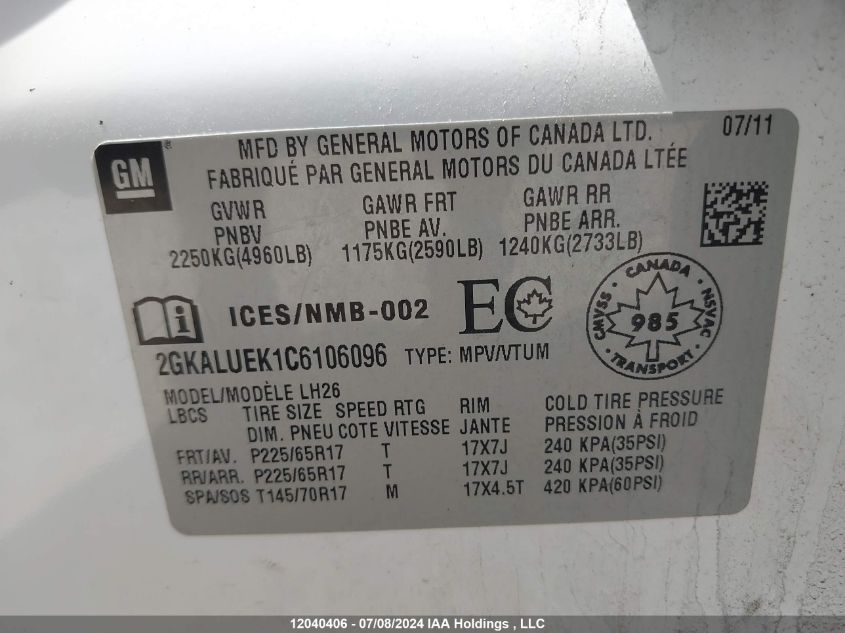 GM
MFD BY GENERAL MOTORS OF CANADA LTD. 07/11
FABRIQUÉ PAR GENERAL MOTORS DU CANADA LTÉE
GVWR GAWR FRT GAWR RR
PNBV PNBE AV. PNBE ARR.
2250KG(4960LB) 1175KG(2590LB) 1240KG(2733LB)
ICES/NMB-002 EC
CANADA
CMVSS 985 NSVAC
TRANSPORT
2GKALUEK1C6106096 TYPE: MPV/VTUM
MODEL/MODÈLE LH26
LBCS TIRE SIZE SPEED RTG RIM COLD TIRE PRESSURE
DIM. PNEU COTE VITESSE JANTE PRESSION À FROID
FRT/AV. P225/65R17 T 17X7J 240 KPA(35PSI)
RR/ARR. P225/65R17 T 17X7J 240 KPA(35PSI)
SPA/SOS T145/70R17 M 17X4.5T 420 KPA(60PSI)
12040406 - 07/08/2024 IAA Holdings , LLC